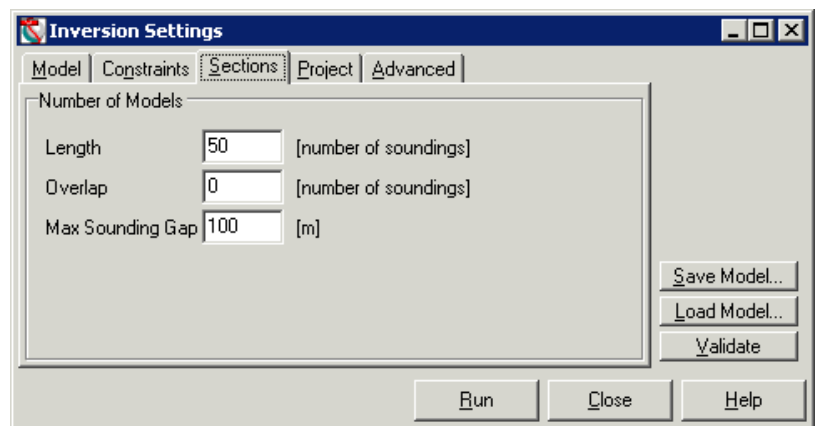 Inversion Settings
Model Constraints Sections Project Advanced
Number of Models
Length 50 [number of soundings]
Overlap 0 [number of soundings]
Max Sounding Gap 100 [m]
Save Model...
Load Model...
Validate
Run Close Help